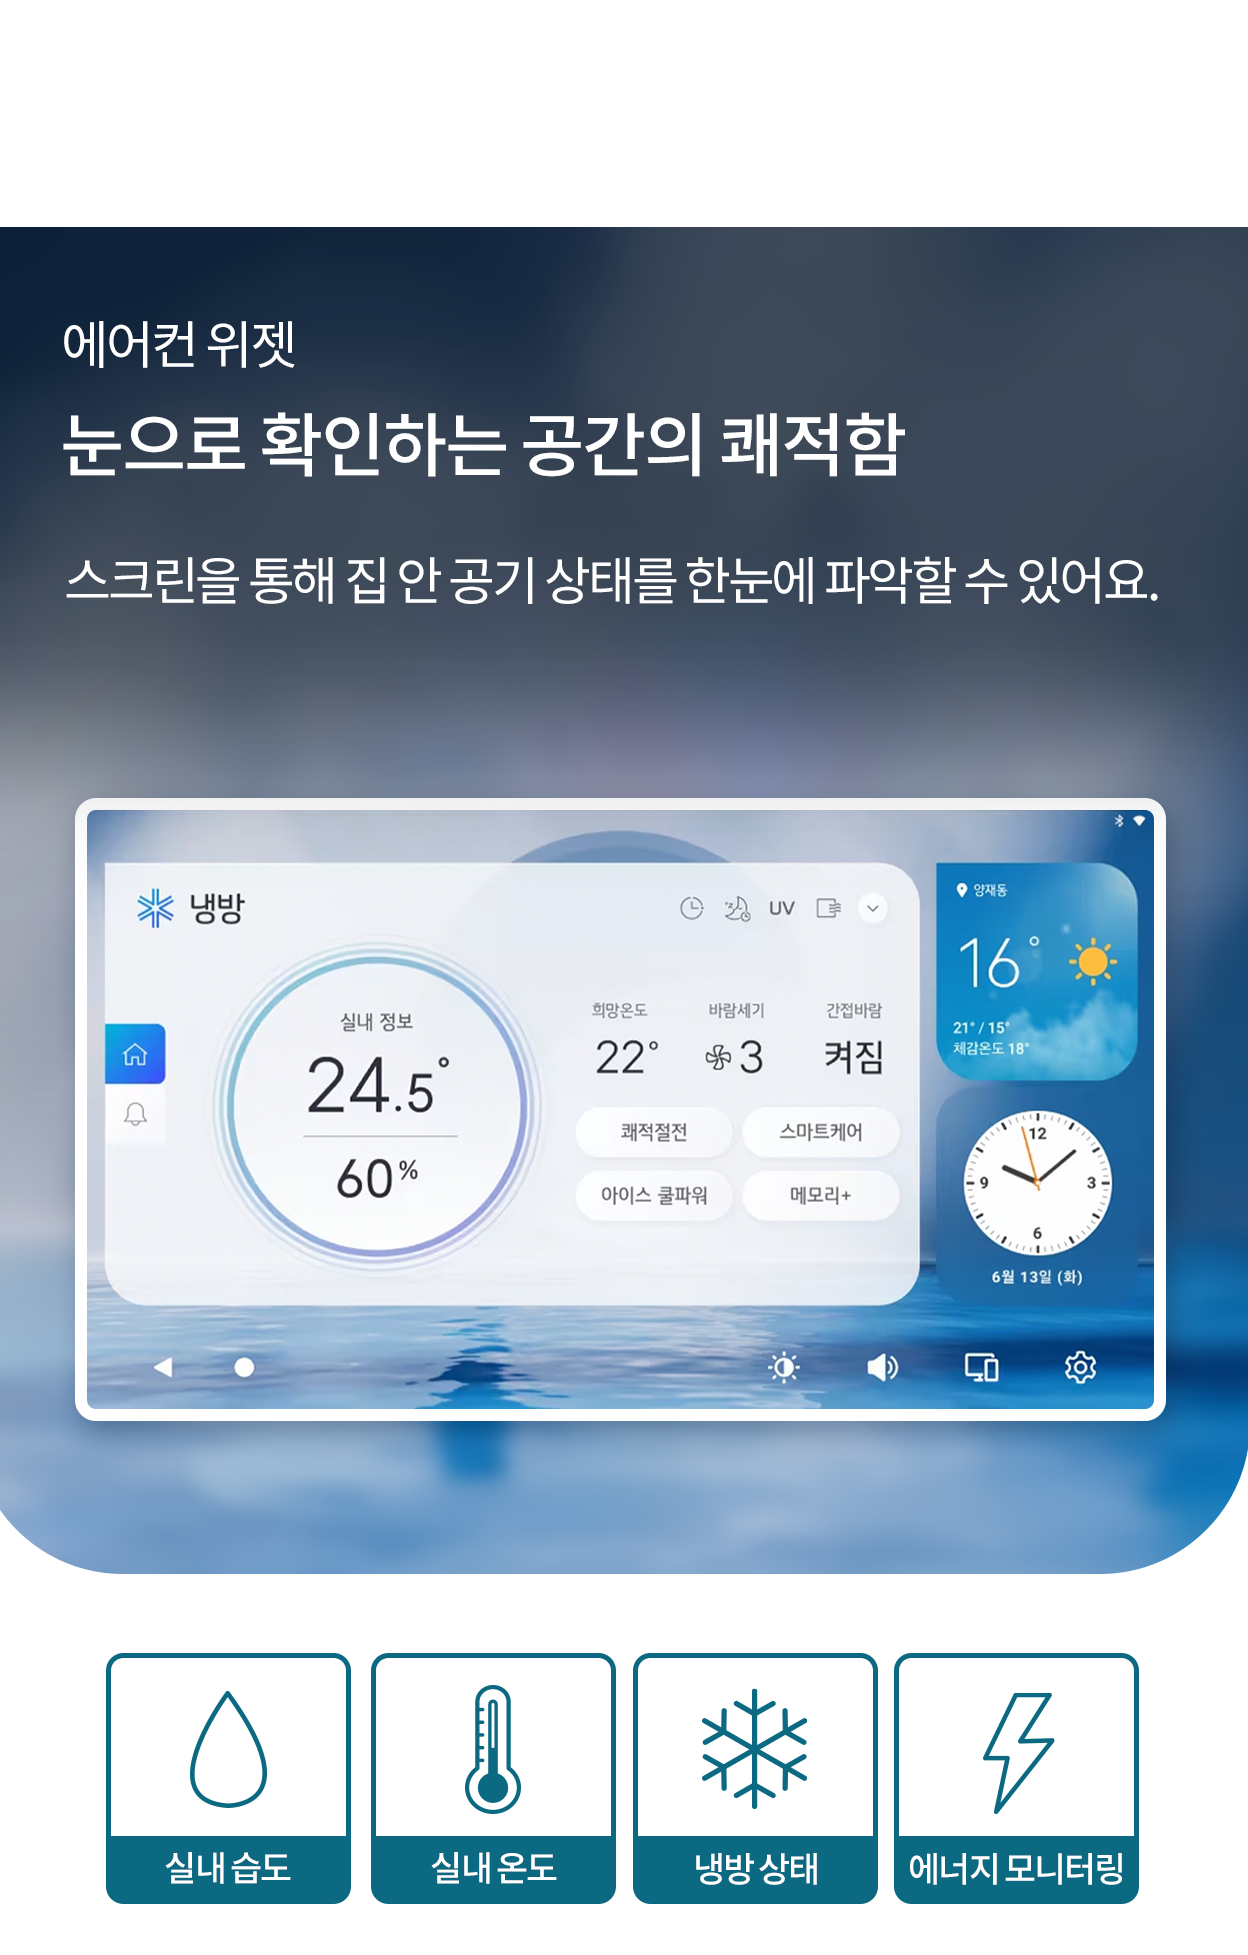 에어컨 위젯
눈으로 확인하는 공간의 쾌적함
스크린을 통해 집 안 공기 상태를 한눈에 파악할 수 있어요.
냉방
UV
실내 정보
24.5°
60%
희망온도 바람세기 간접바람
22° 3 켜짐
쾌적절전 스마트케어
아이스 쿨파워 메모리+
양재동
16°
21° / 15°
체감온도 18°
12
9 3
6
6월 13일 (화)
실내 습도
실내 온도
냉방 상태
에너지 모니터링